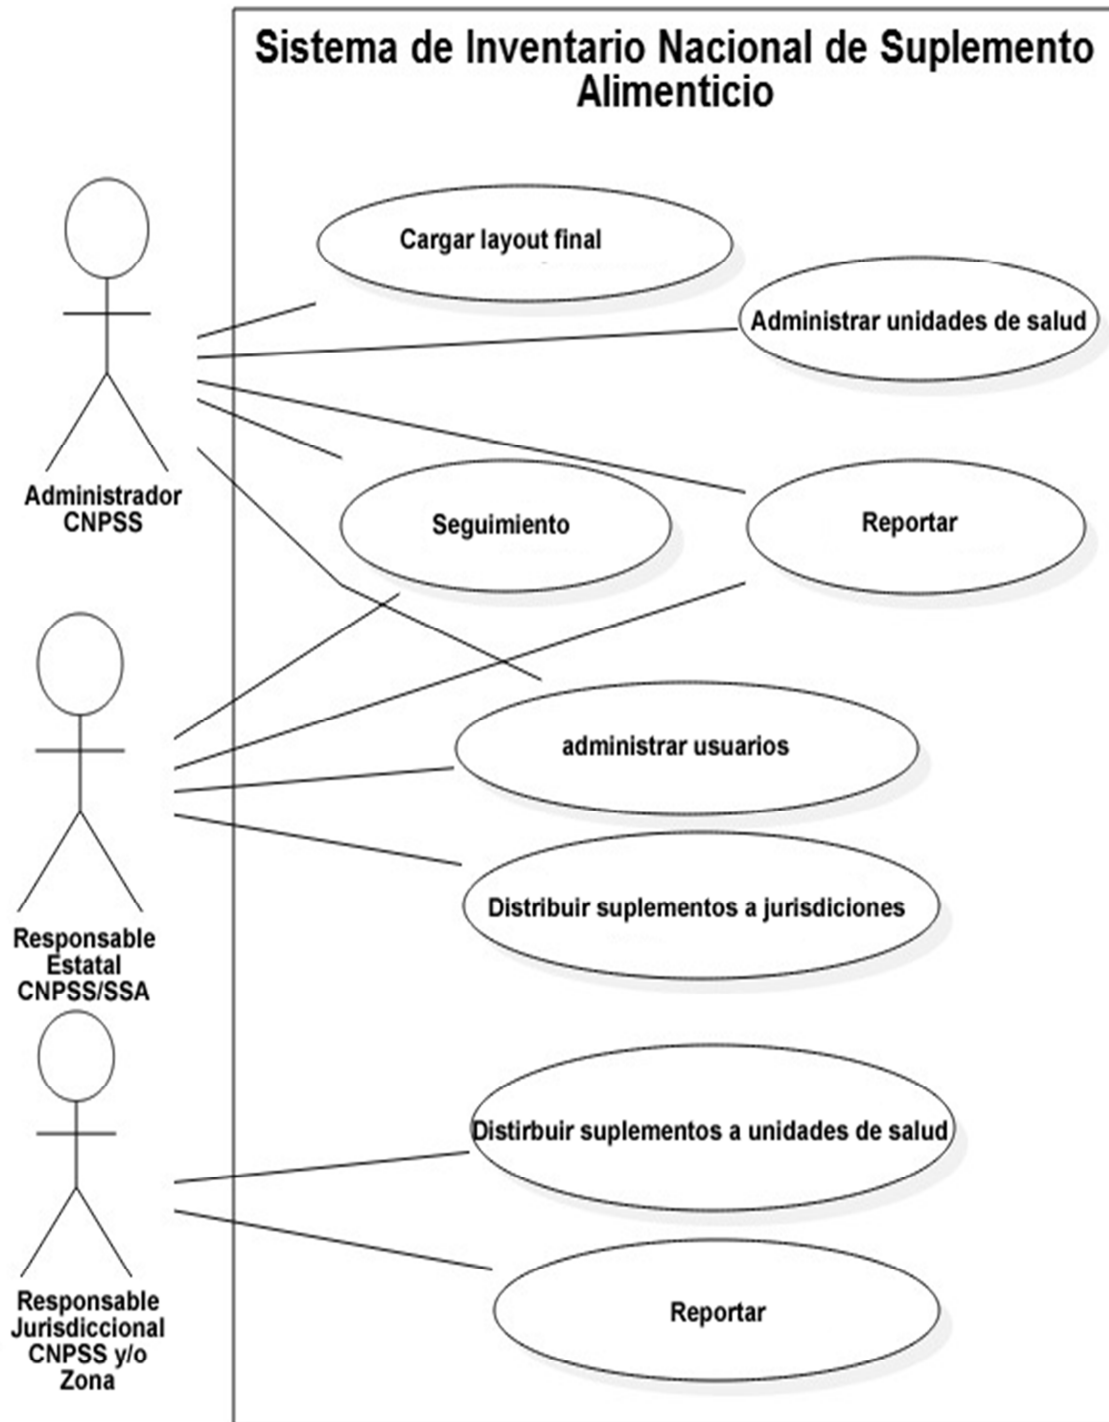 Sistema de Inventario Nacional de Suplemento
Alimenticio
Cargar layout final
Administrar unidades de salud
Administrador
CNPSS
Seguimiento
Reportar
administrar usuarios
Distribuir suplementos a jurisdiciones
Responsable
Estatal
CNPSS/SSA
Distirbuir suplementos a unidades de salud
Reportar
Responsable
Jurisdiccional
CNPSS y/o
Zona